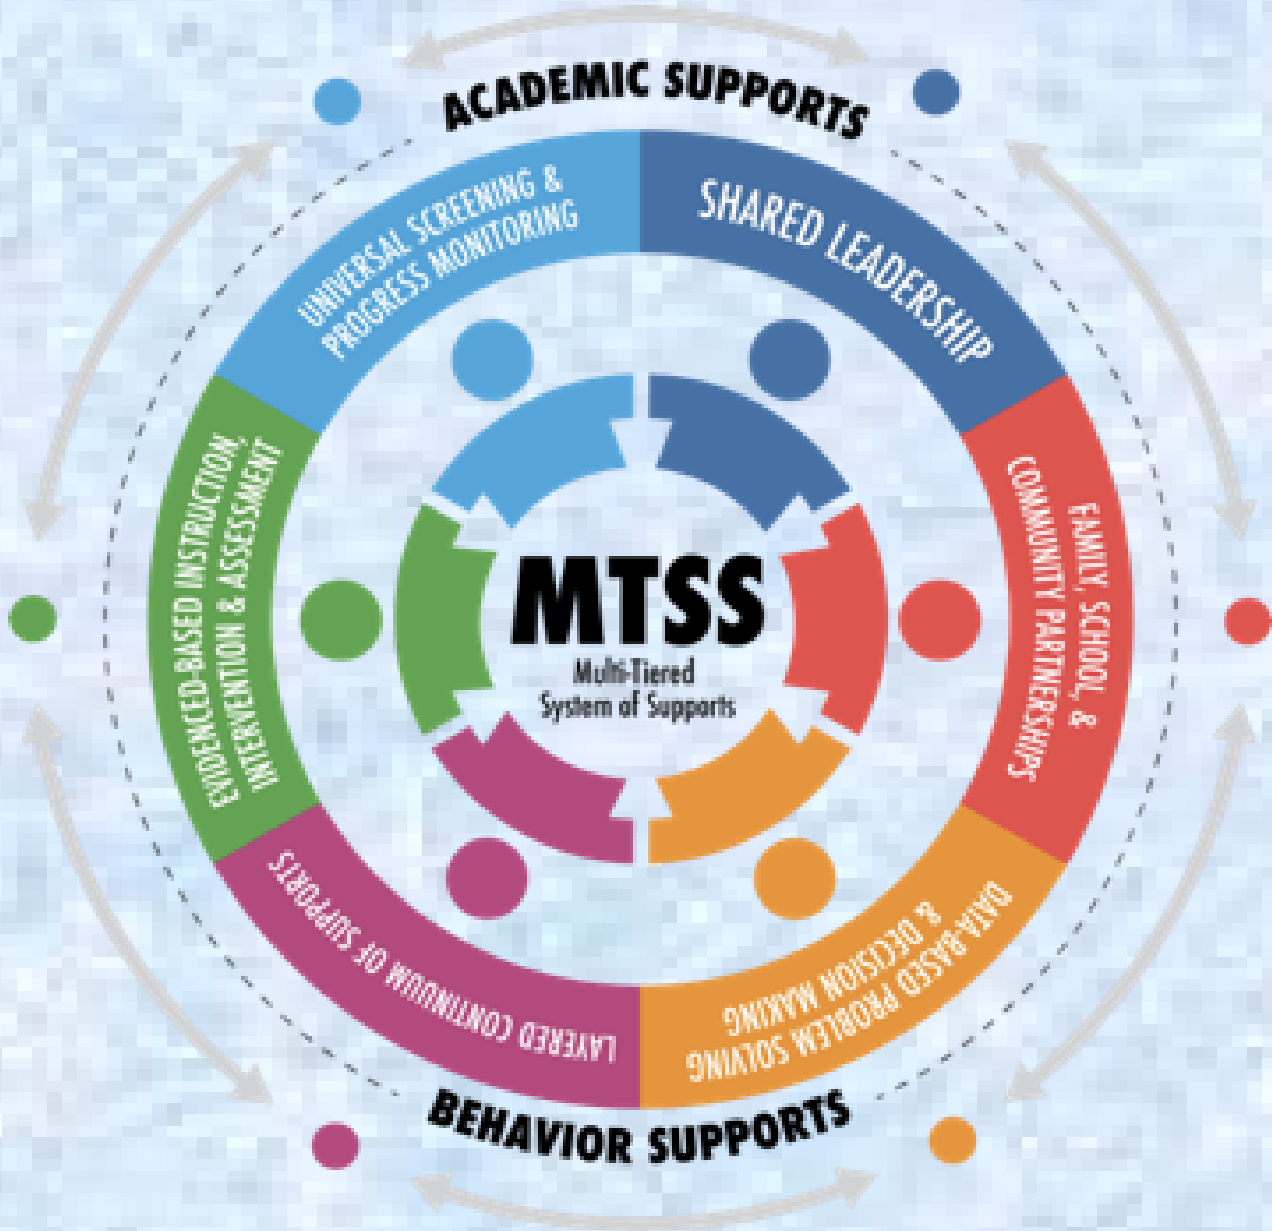 ACADEMIC SUPPORTS
UNIVERSAL SCREENING &
PROGRESS MONITORING
SHARED LEADERSHIP
FAMILY, SCHOOL, &
COMMUNITY PARTNERSHIPS
DATA-BASED PROBLEM SOLVING
& DECISION MAKING
LAYERED CONTINUUM OF SUPPORTS
EVIDENCED-BASED INSTRUCTION,
INTERVENTION & ASSESSMENT
MTSS
Multi-Tiered
System of Supports
BEHAVIOR SUPPORTS